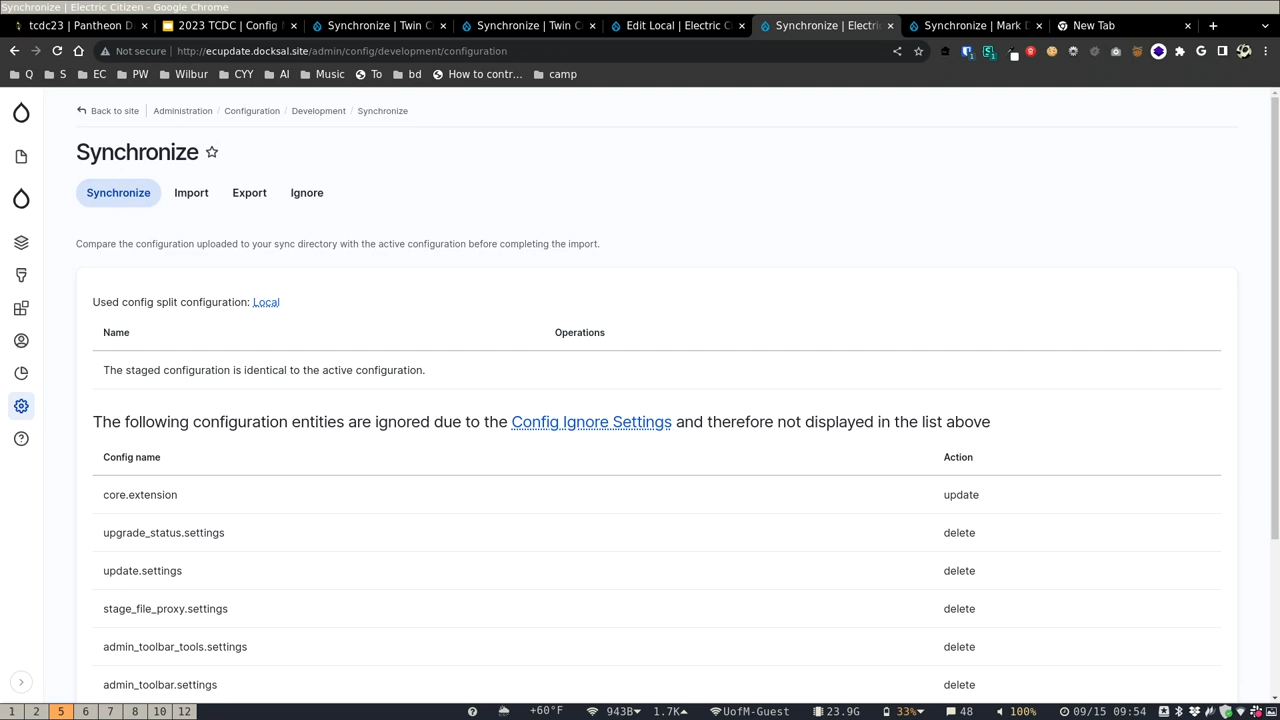 Synchronize | Electric Citizen - Google Chrome
tcdc23 | Pantheon D
2023 TCDC | Config
Synchronize | Twin C
Synchronize | Twin C
Edit Local | Electric C
Synchronize | Electric
Synchronize | Mark D
New Tab
Not secure | http://ecupdate.docksal.site/admin/config/development/configuration
Q S EC PW Wilbur CYY AI Music To bd How to contr... camp
Back to site Administration / Configuration / Development / Synchronize
Synchronize
Synchronize Import Export Ignore
Compare the configuration uploaded to your sync directory with the active configuration before completing the import.
Used config split configuration: Local
Name Operations
The staged configuration is identical to the active configuration.
The following configuration entities are ignored due to the Config Ignore Settings and therefore not displayed in the list above
Config name Action
core.extension update
upgrade_status.settings delete
update.settings delete
stage_file_proxy.settings delete
admin_toolbar_tools.settings delete
admin_toolbar.settings delete
1 2 5 6 7 8 10 12 +60°F 943B 1.7K UofM-Guest 23.9G 33% 48 100% 09/15 09:54